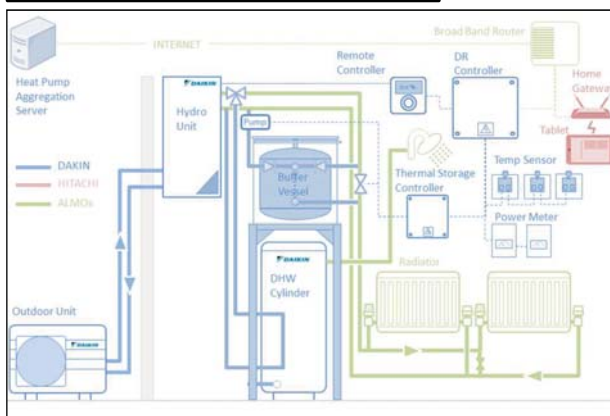 INTERNET
Broad Band Router
Heat Pump
Aggregation
Server
DAIKIN
Hydro
Unit
Remote
Controller
DR
Controller
Home
Gateway
Pump
Tablet
DAKIN
HITACHI
ALMOs
Buffer
Vessel
Thermal Storage
Controller
Temp Sensor
Power Meter
DAIKIN
DHW
Cylinder
Radiator
Outdoor Unit
DAIKIN